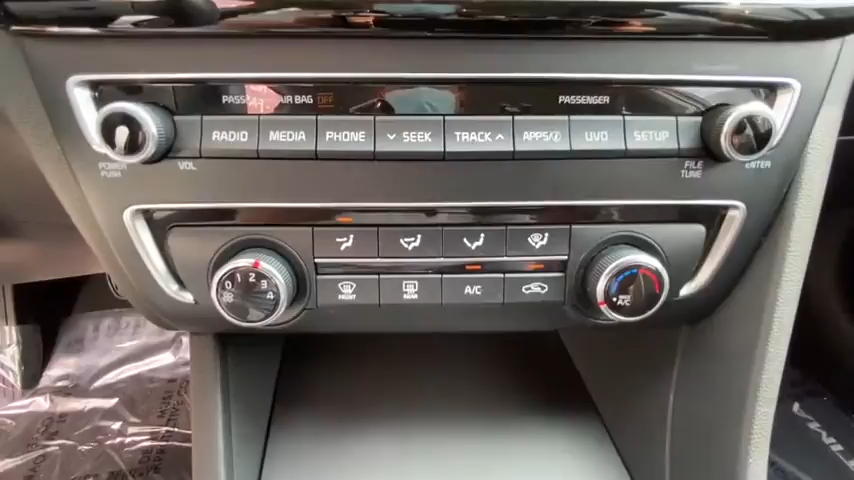 AIR BAG OFF
PASSENGER
RADIO MEDIA PHONE SEEK TRACK APPS/i UVO SETUP
POWER PUSH
VOL
FILE TUNE
ENTER
0 1 2 3 4
FRONT REAR A/C
MAX A/C